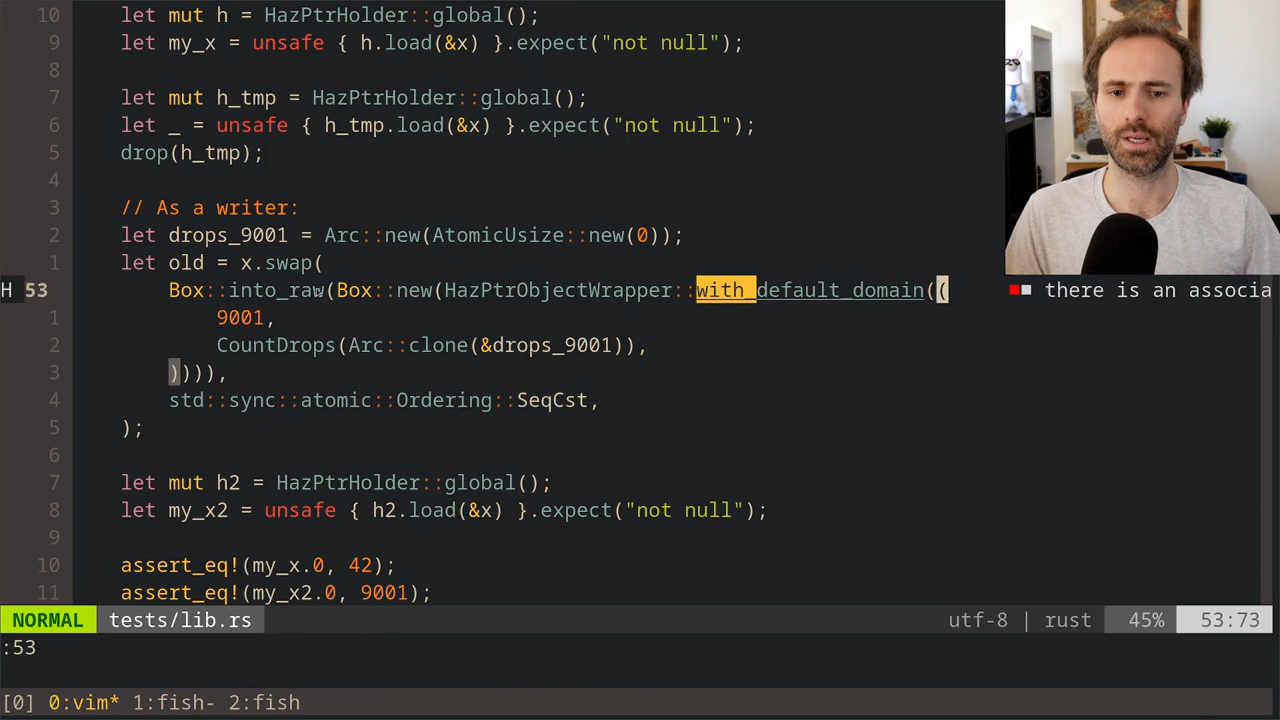 10 let mut h = HazPtrHolder::global();
9 let my_x = unsafe { h.load(&x) }.expect("not null");
8
7 let mut h_tmp = HazPtrHolder::global();
6 let _ = unsafe { h_tmp.load(&x) }.expect("not null");
5 drop(h_tmp);
4
3 // As a writer:
2 let drops_9001 = Arc::new(AtomicUsize::new(0));
1 let old = x.swap(
H 53 Box::into_raw(Box::new(HazPtrObjectWrapper::with_default_domain(( there is an associa
1 9001,
2 CountDrops(Arc::clone(&drops_9001)),
3 )))),
4 std::sync::atomic::Ordering::SeqCst,
5 );
6
7 let mut h2 = HazPtrHolder::global();
8 let my_x2 = unsafe { h2.load(&x) }.expect("not null");
9
10 assert_eq!(my_x.0, 42);
11 assert_eq!(my_x2.0, 9001);
NORMAL tests/lib.rs utf-8 | rust 45% 53:73
:53
[0] 0:vim* 1:fish- 2:fish